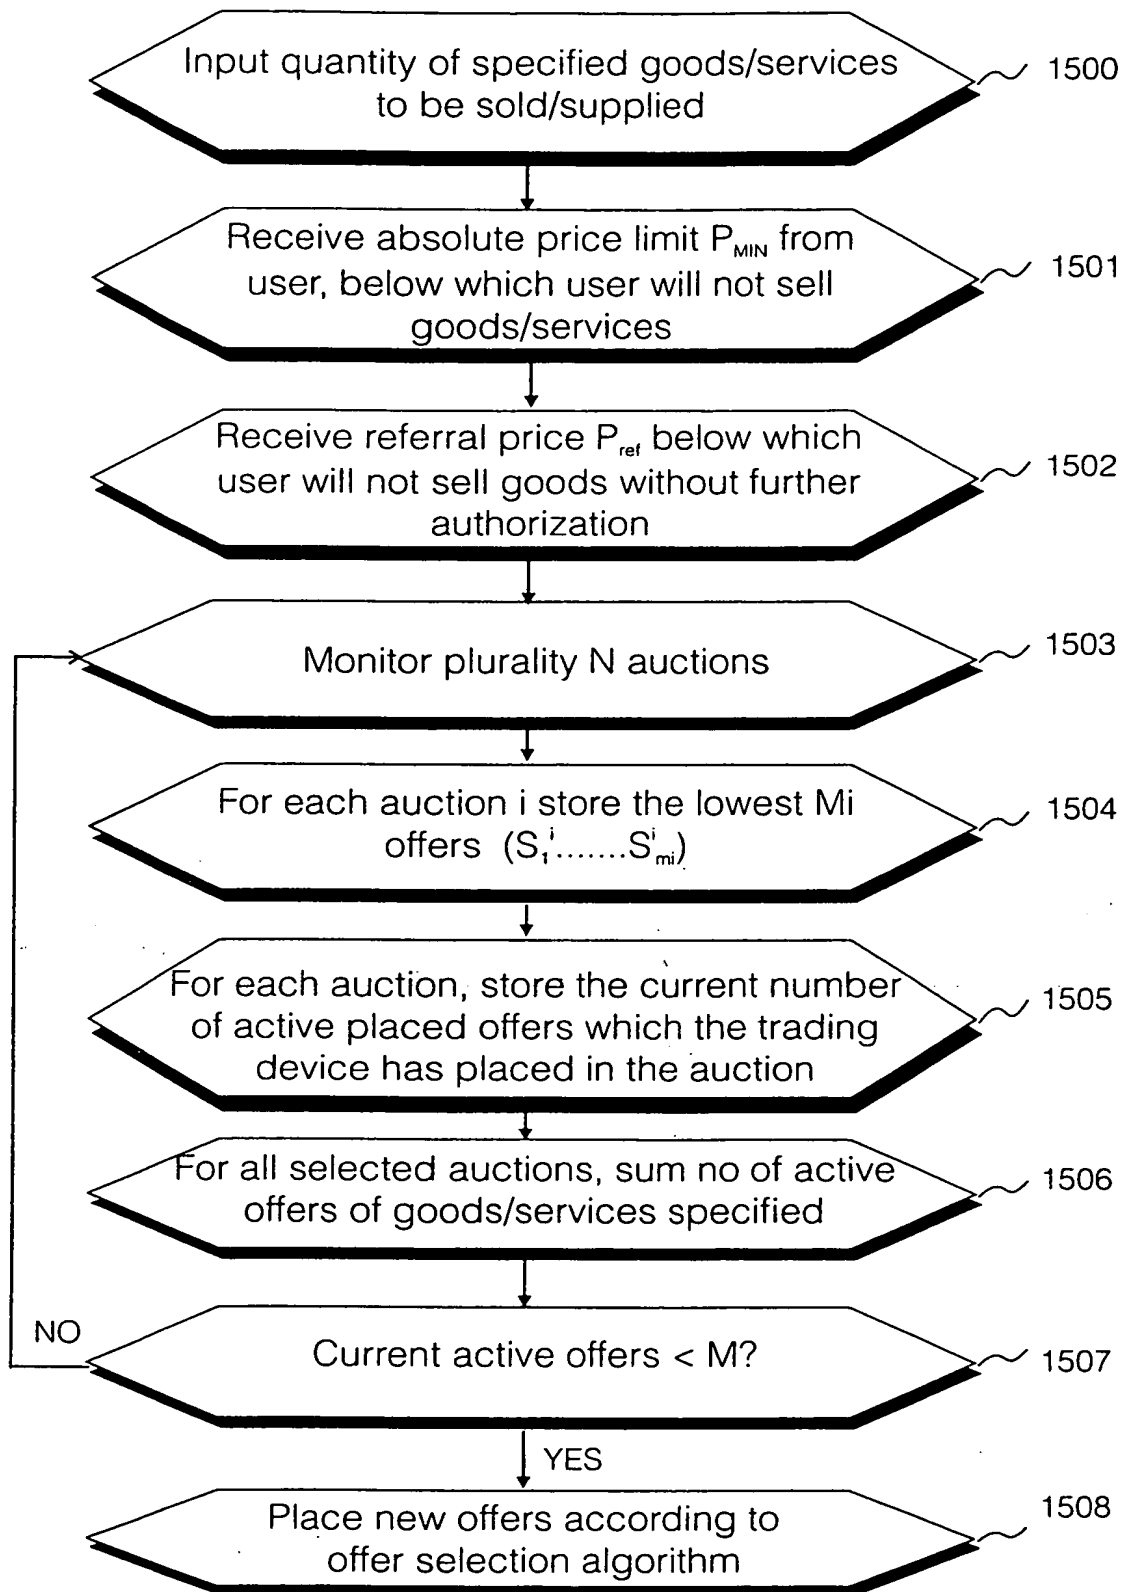 Input quantity of specified goods/services
to be sold/supplied
1500
Receive absolute price limit P_MIN from
user, below which user will not sell
goods/services
1501
Receive referral price P_ref below which
user will not sell goods without further
authorization
1502
Monitor plurality N auctions
1503
For each auction i store the lowest Mi
offers (S_1^i.......S_mi^i)
1504
For each auction, store the current number
of active placed offers which the trading
device has placed in the auction
1505
For all selected auctions, sum no of active
offers of goods/services specified
1506
NO
Current active offers < M?
1507
YES
Place new offers according to
offer selection algorithm
1508